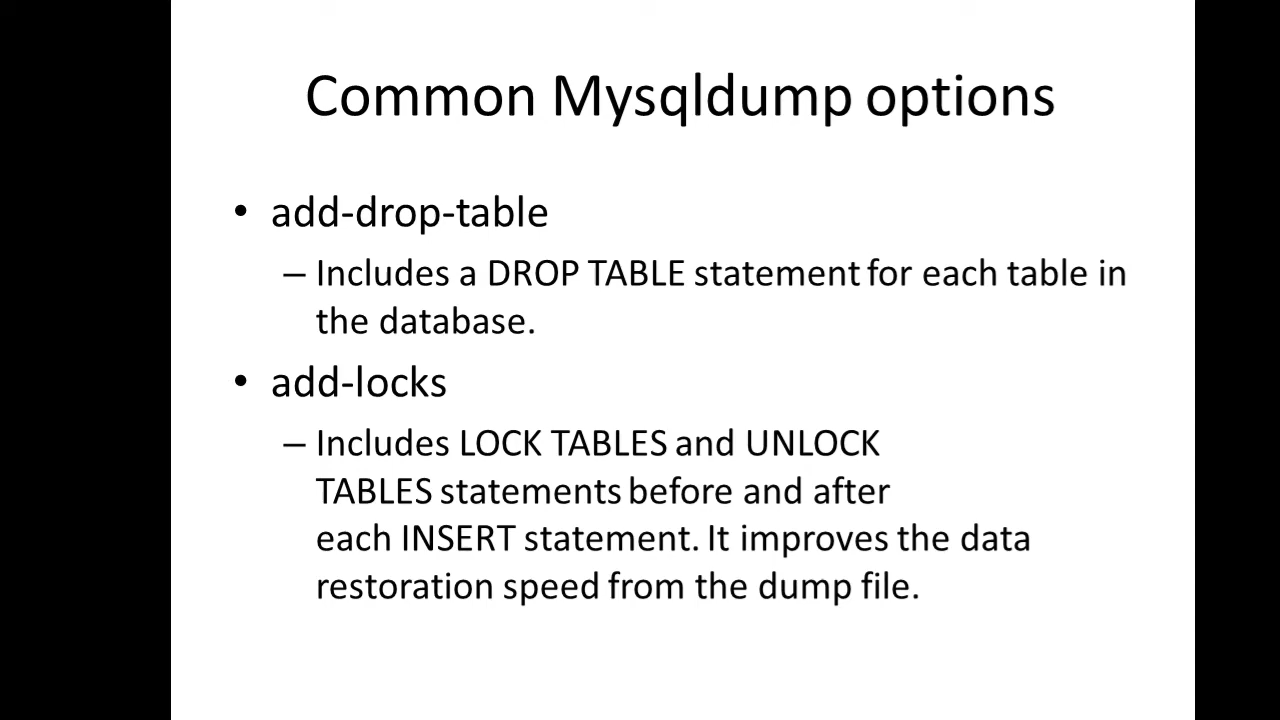 Common Mysqldump options
• add-drop-table
– Includes a DROP TABLE statement for each table in
the database.
• add-locks
– Includes LOCK TABLES and UNLOCK
TABLES statements before and after
each INSERT statement. It improves the data
restoration speed from the dump file.